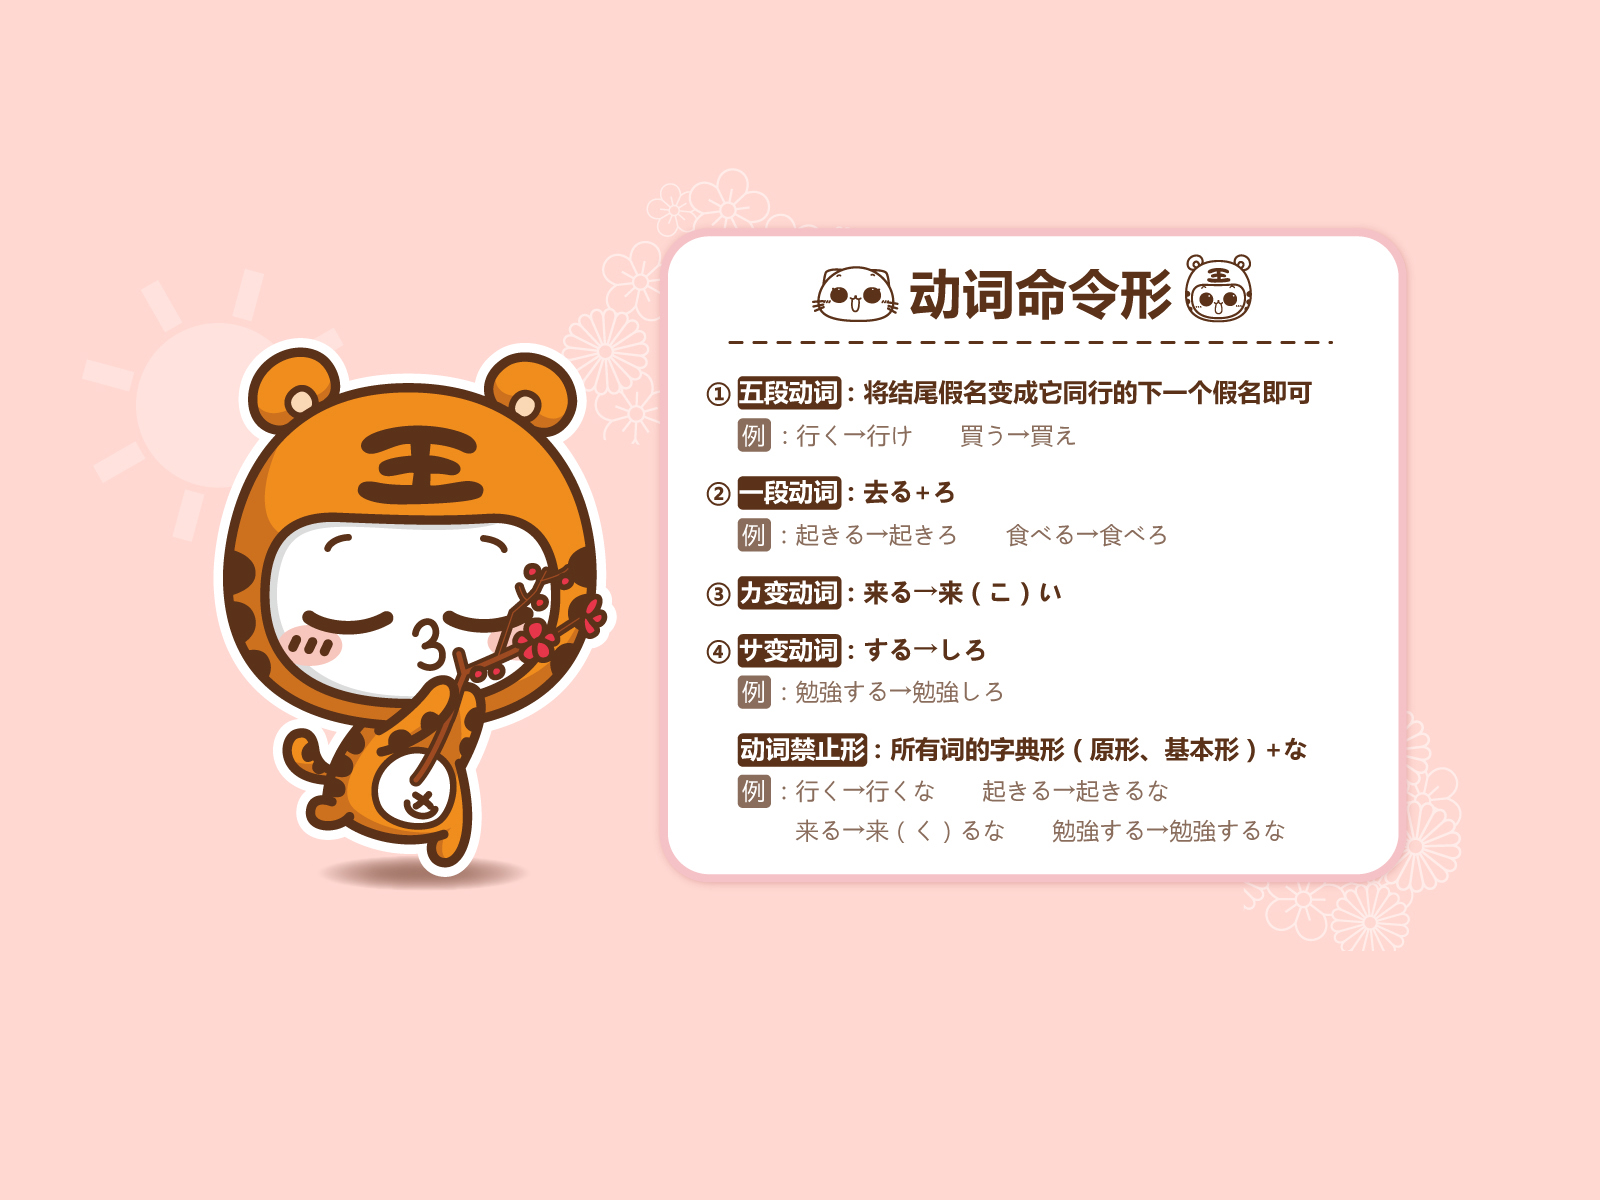 动词命令形
① 五段动词：将结尾假名变成它同行的下一个假名即可
例：行く→行け　　買う→買え
② 一段动词：去る+ろ
例：起きる→起きろ　　食べる→食べろ
③ カ变动词：来る→来（こ）い
④ サ变动词：する→しろ
例：勉強する→勉強しろ
动词禁止形：所有词的字典形（原形、基本形）+な
例：行く→行くな　　起きる→起きるな
来る→来（く）るな　　勉強する→勉強するな
王